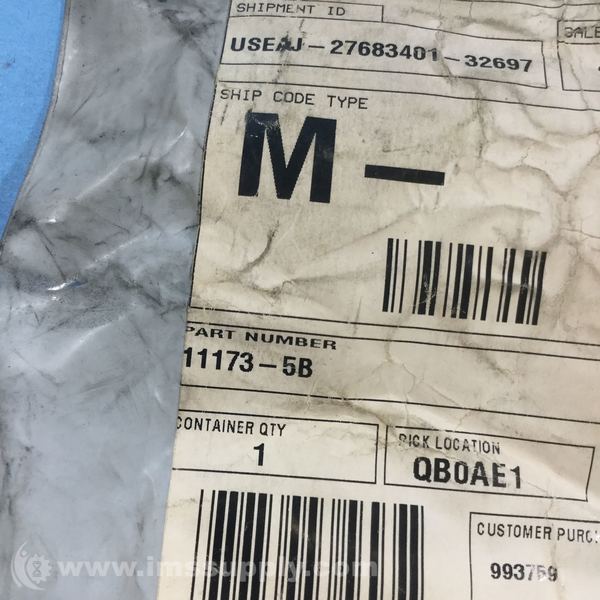 SHIPMENT ID
USEAJ-27683401-32697
SALE
SHIP CODE TYPE
M-
PART NUMBER
11173-5B
CONTAINER QTY
1
PICK LOCATION
QB0AE1
CUSTOMER PURC
993759
www.imssupply.com